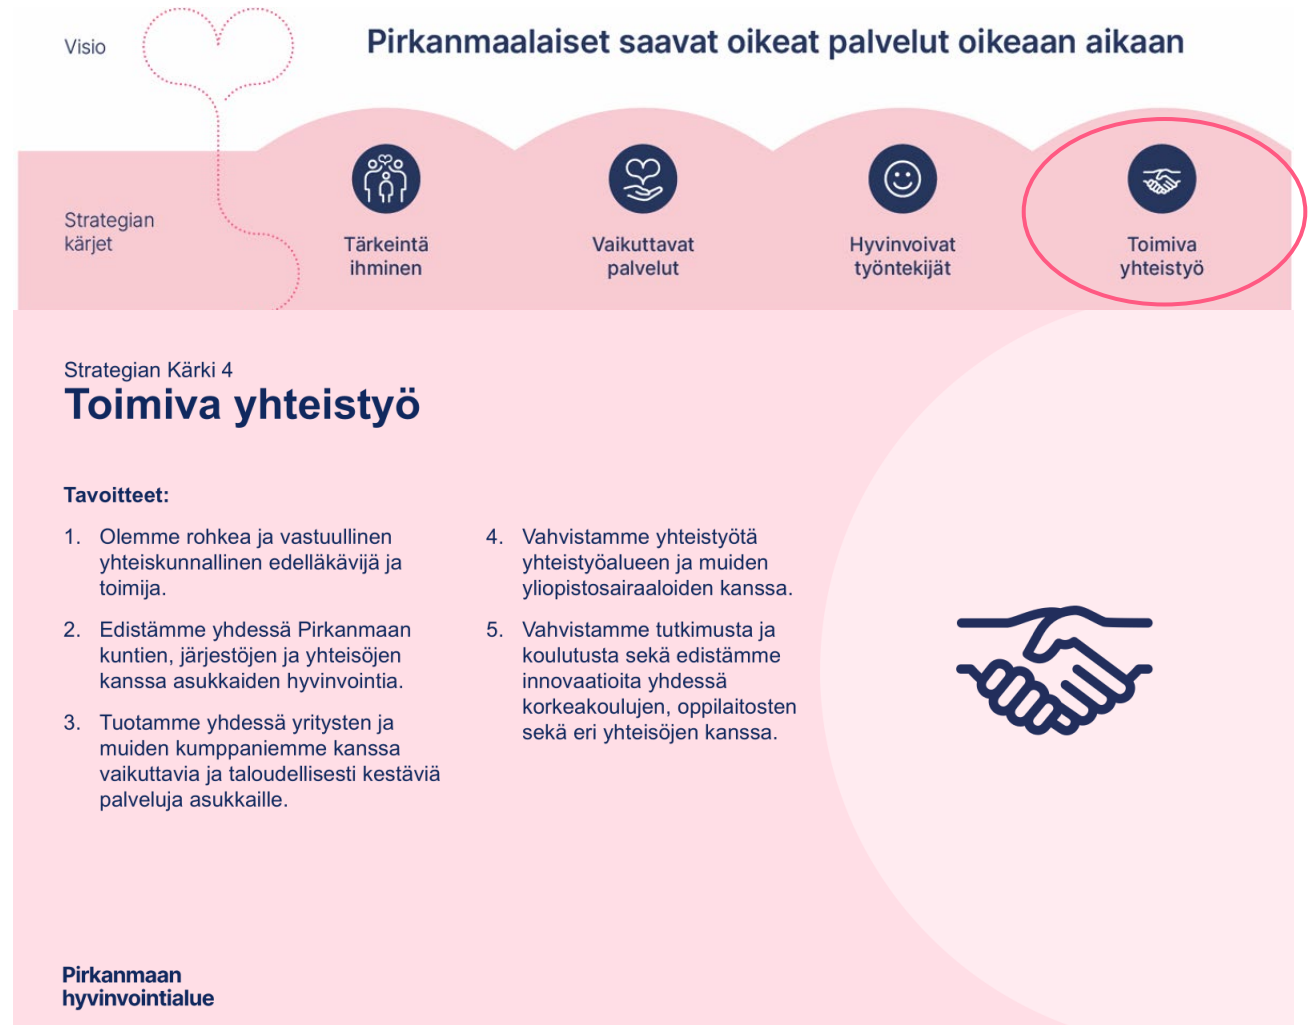 Visio
Pirkanmaalaiset saavat oikeat palvelut oikeaan aikaan
Strategian
kärjet
Tärkeintä
ihminen
Vaikuttavat
palvelut
Hyvinvoivat
työntekijät
Toimiva
yhteistyö
Strategian Kärki 4
Toimiva yhteistyö
Tavoitteet:
1. Olemme rohkea ja vastuullinen
yhteiskunnallinen edelläkävijä ja
toimija.
2. Edistämme yhdessä Pirkanmaan
kuntien, järjestöjen ja yhteisöjen
kanssa asukkaiden hyvinvointia.
3. Tuotamme yhdessä yritysten ja
muiden kumppaniemme kanssa
vaikuttavia ja taloudellisesti kestäviä
palveluja asukkaille.
4. Vahvistamme yhteistyötä
yhteistyöalueen ja muiden
yliopistosairaaloiden kanssa.
5. Vahvistamme tutkimusta ja
koulutusta sekä edistämme
innovaatioita yhdessä
korkeakoulujen, oppilaitosten
sekä eri yhteisöjen kanssa.
Pirkanmaan
hyvinvointialue